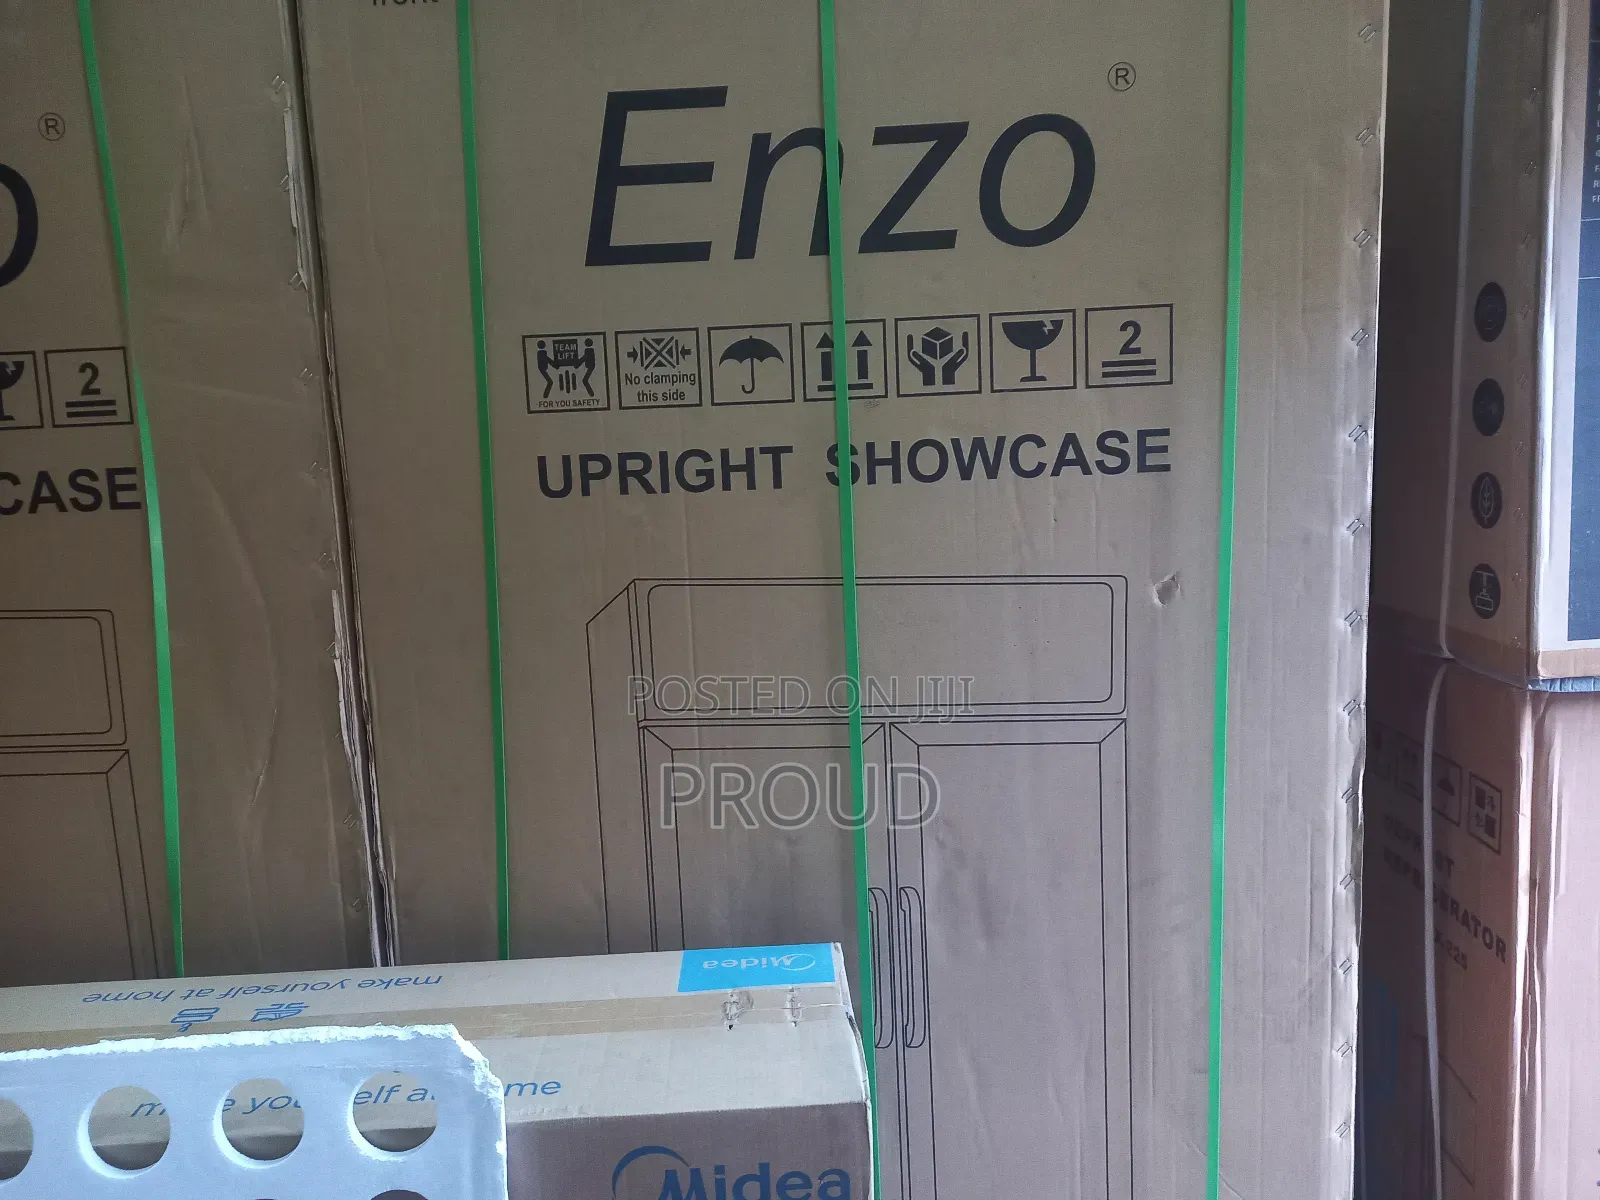 Enzo ®
TEAM
LIFT
FOR YOU SAFETY
No clamping
this side
2
UPRIGHT SHOWCASE
®
2
CASE
POSTED ON JIJI
PROUD
Midea
make yourself at home
Midea
REFRIGERATOR